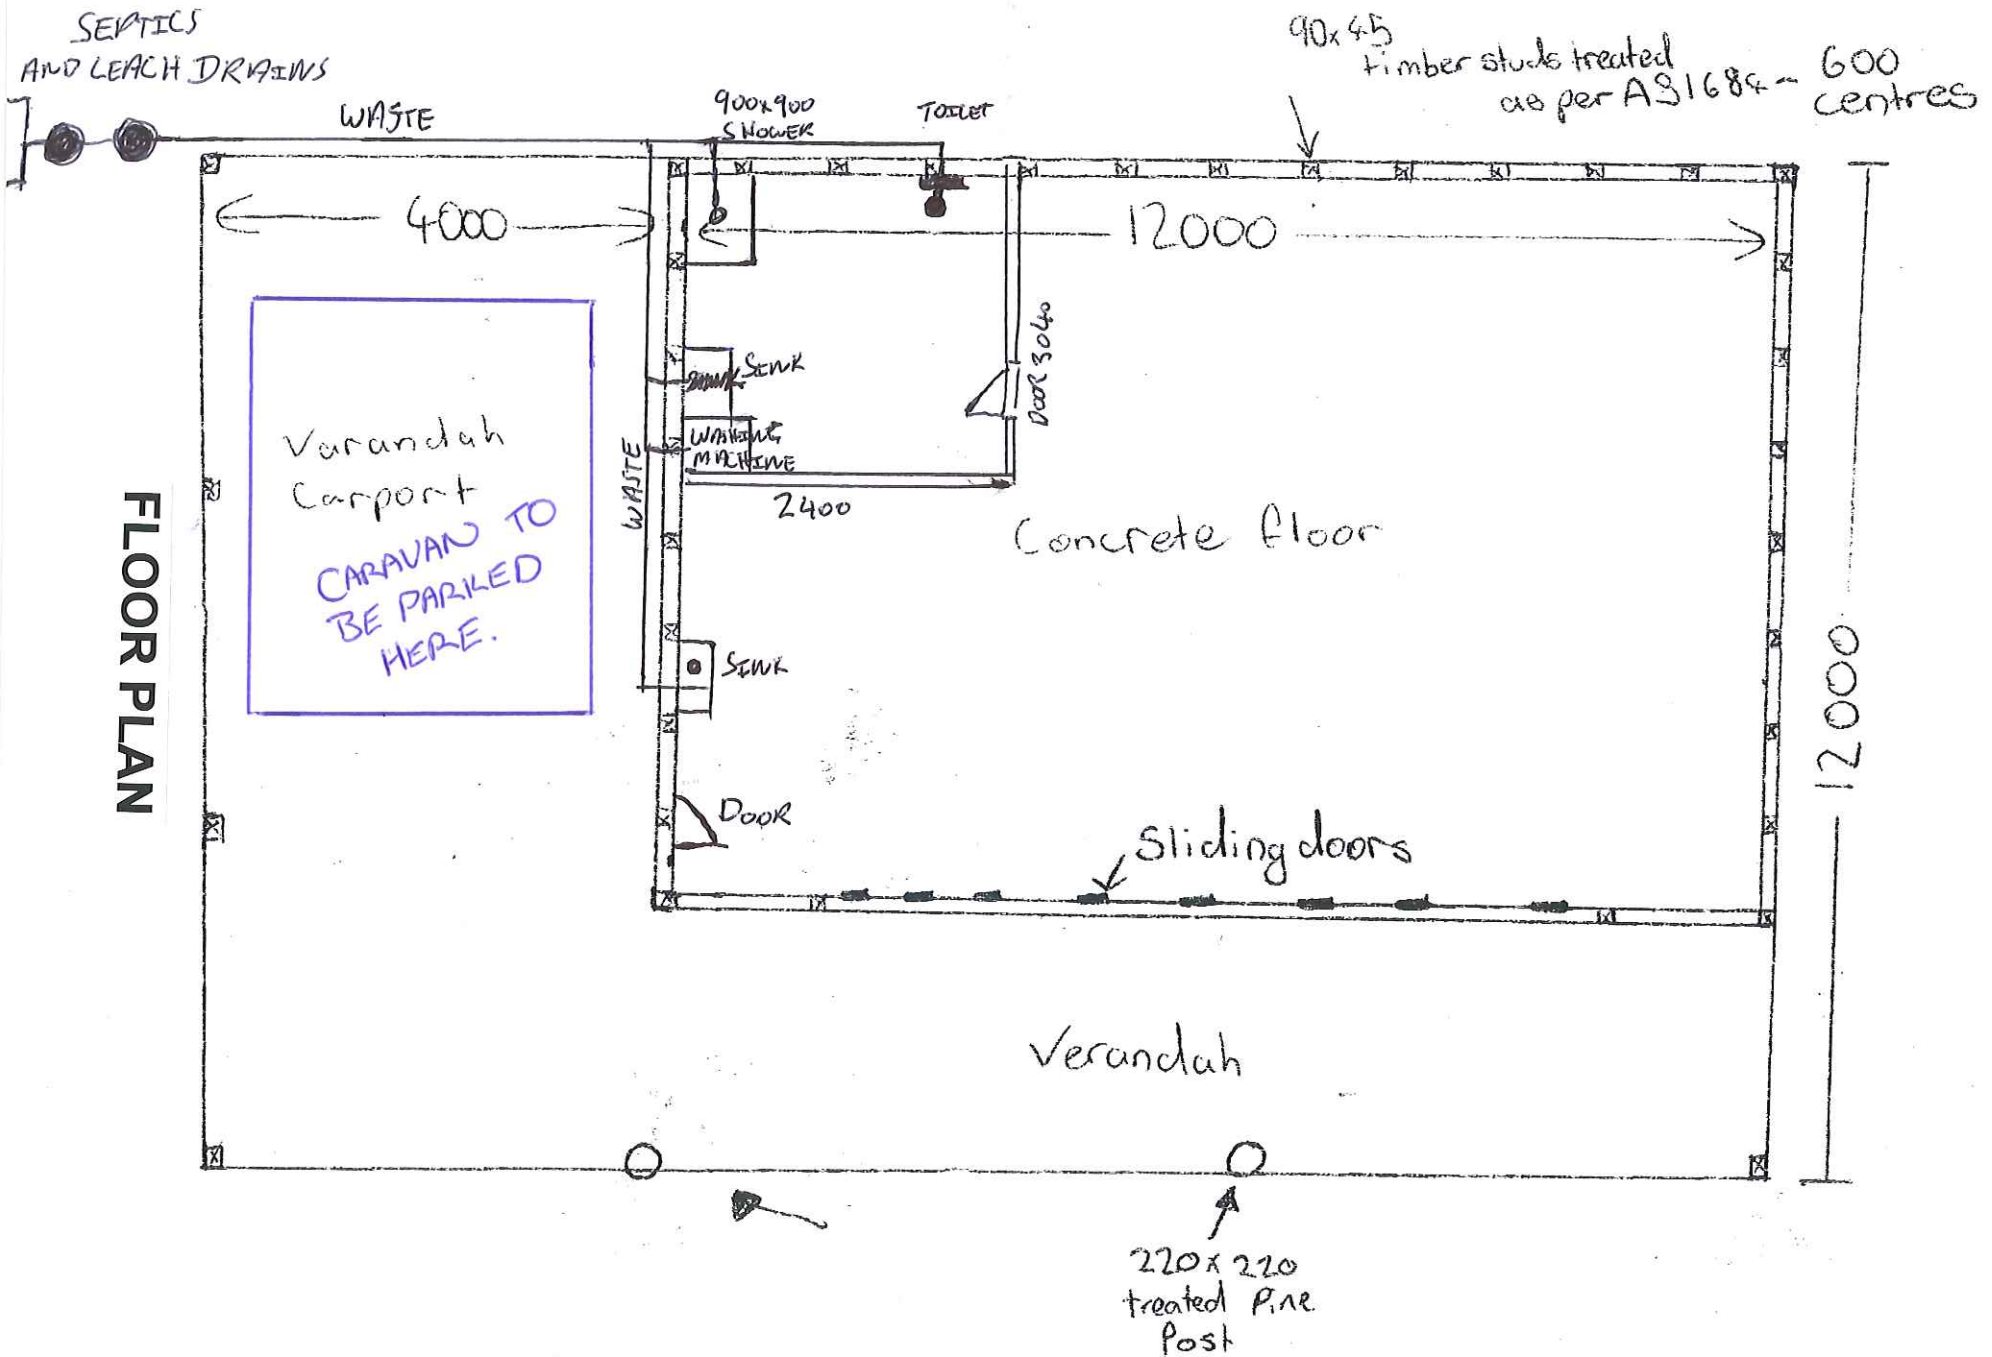 SEPTICS
AND LEACH DRAINS
WASTE
900x900
SHOWER
TOILET
90x45
timber studs treated
as per AS1684 -
600
centres
4000
12000
DOOR 3040
SINK
WASHING
MACHINE
WASTE
2400
Varandah
Carport
CARAVAN TO
BE PARKED
HERE.
Concrete floor
FLOOR PLAN
SINK
12000
DOOR
Sliding doors
Verandah
220x220
treated Pine
Post